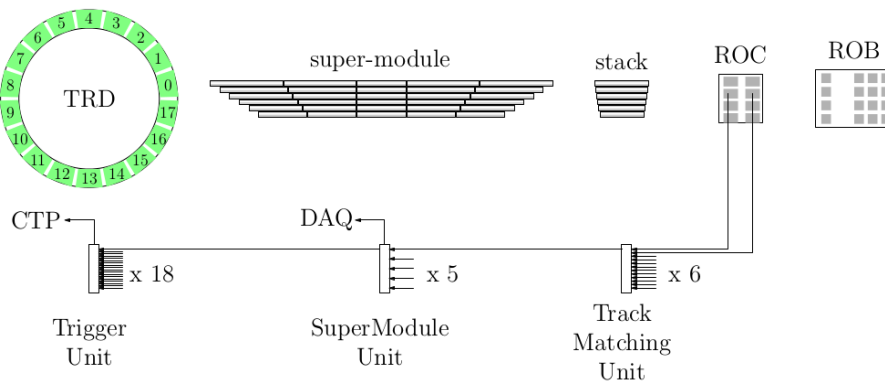 super-module
stack
ROC
ROB
TRD
0
1
2
3
4
5
6
7
8
9
10
11
12
13
14
15
16
17
CTP
DAQ
x 18
x 5
x 6
Trigger
Unit
SuperModule
Unit
Track
Matching
Unit